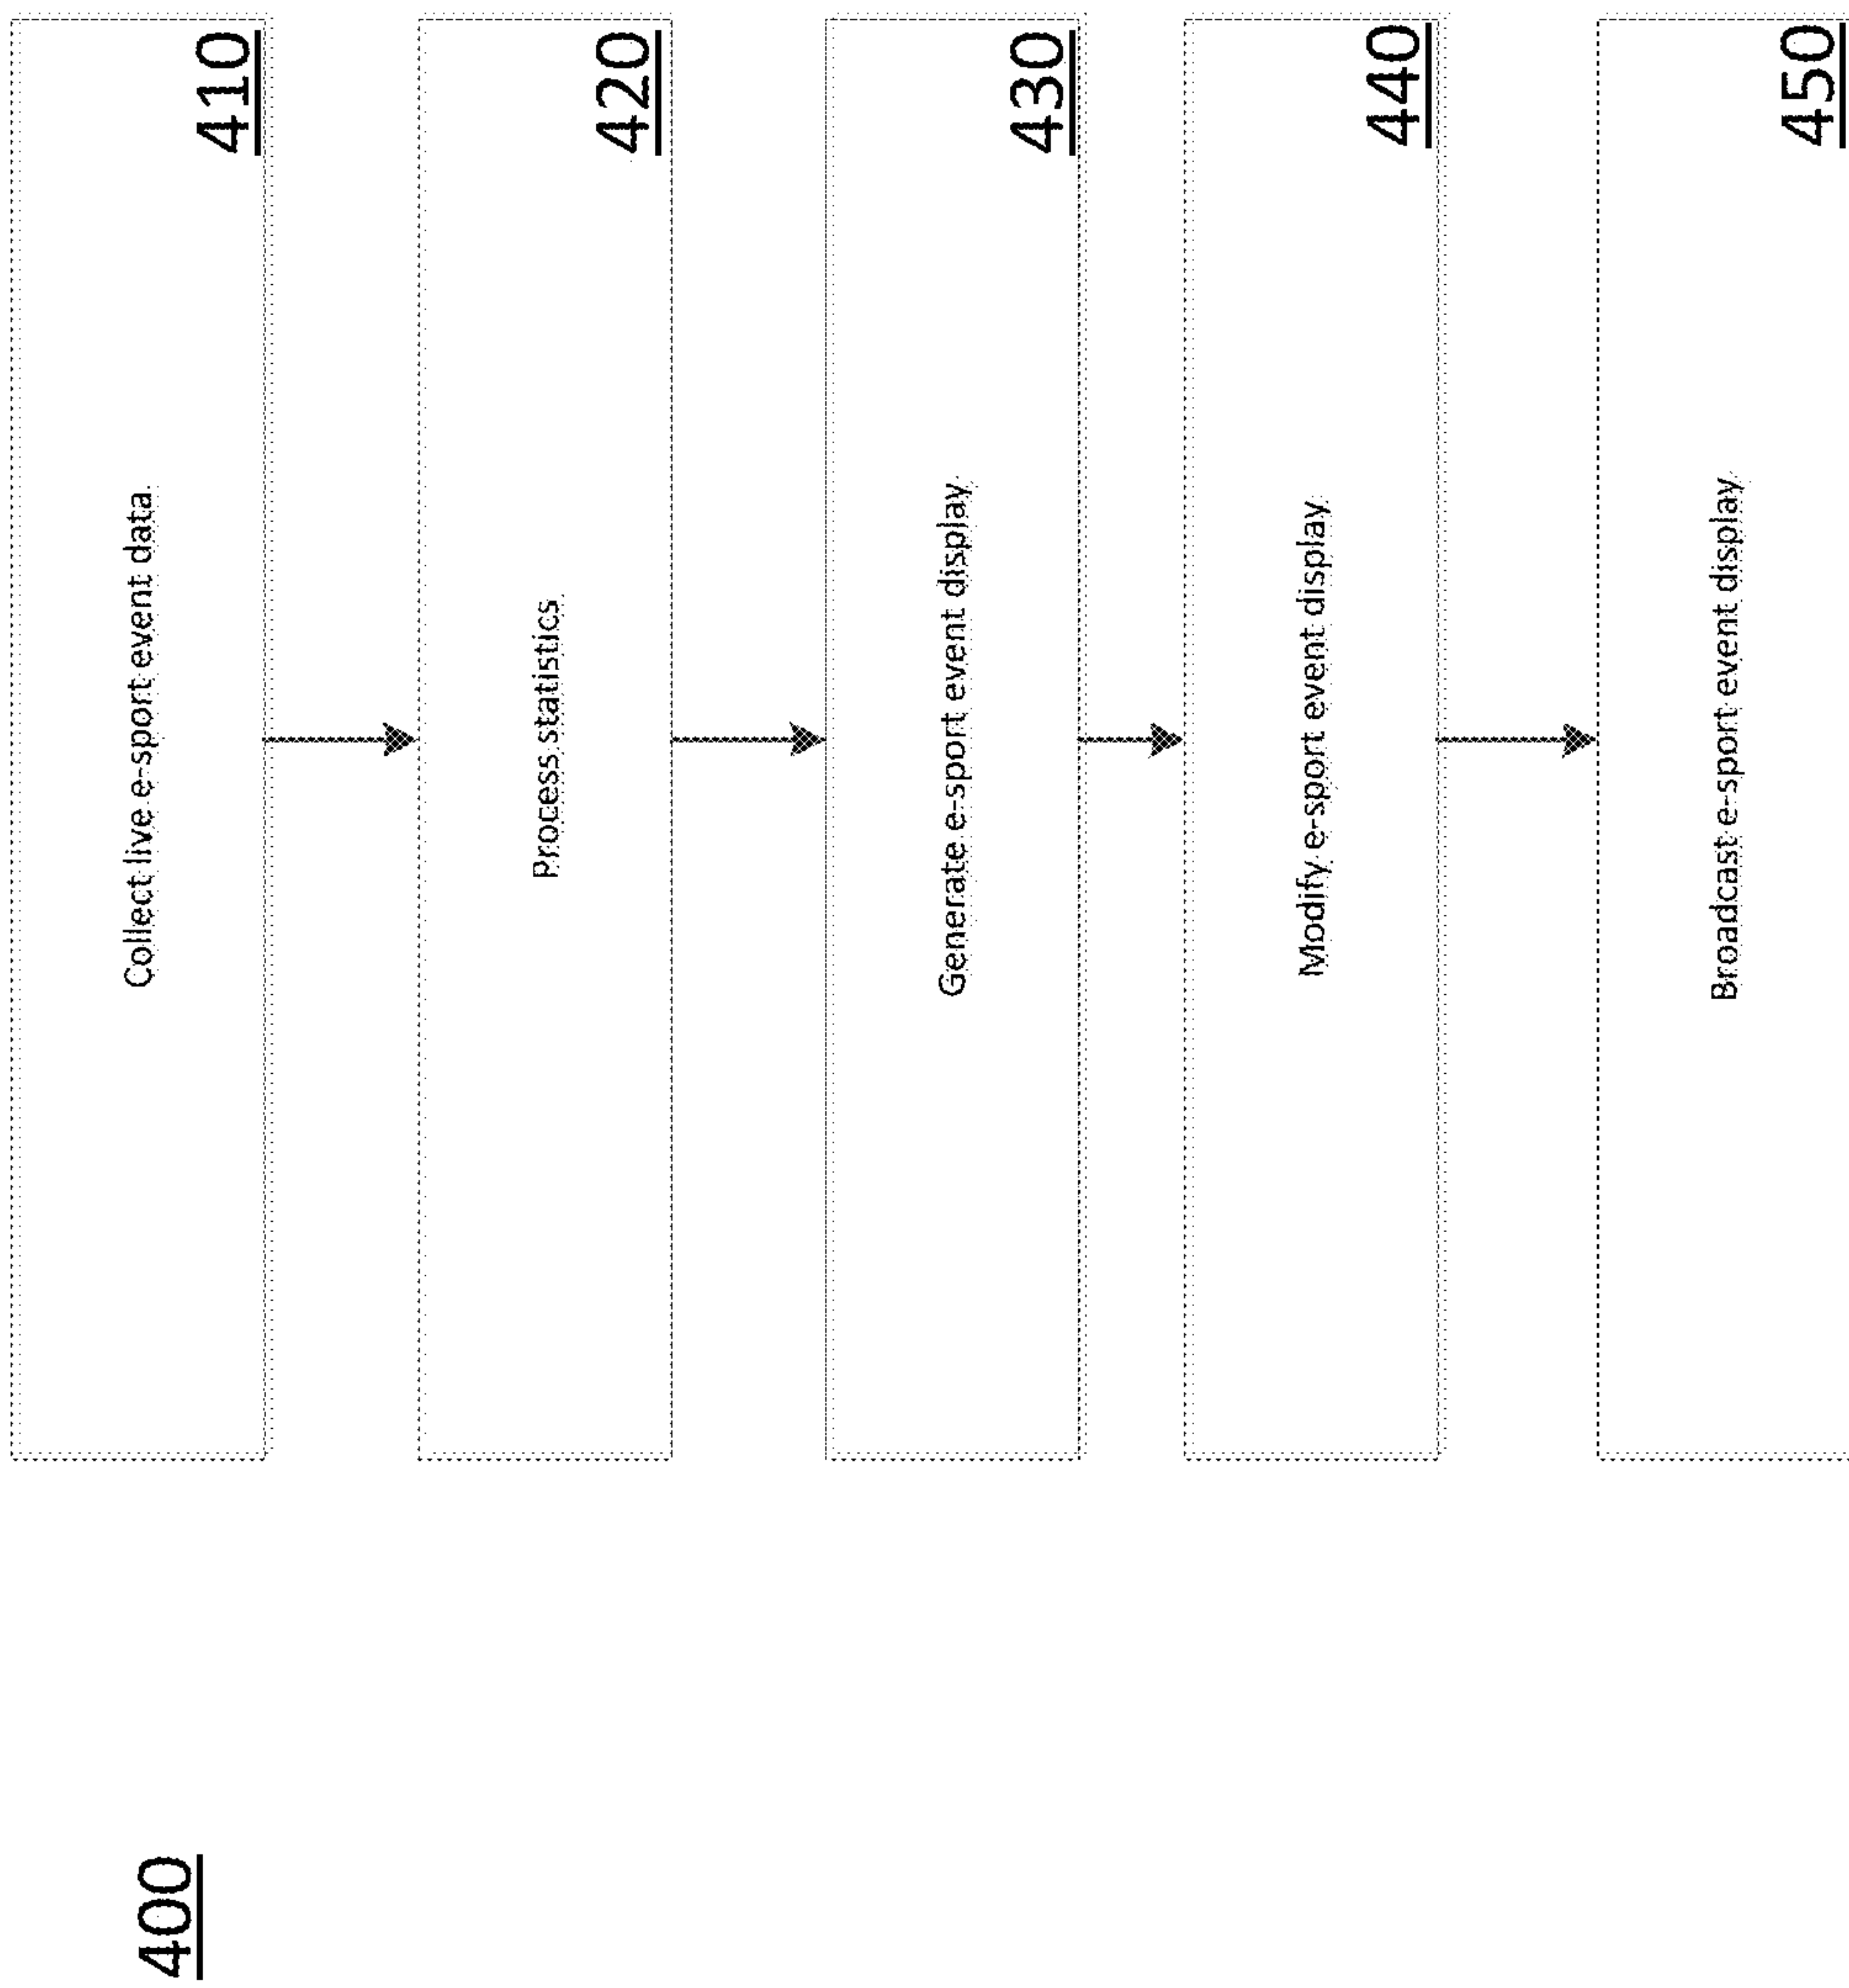 400
Collect live e-sport event data.
410
Process statistics.
420
Generate e-sport event display.
430
Modify e-sport event display.
440
Broadcast e-sport event display.
450